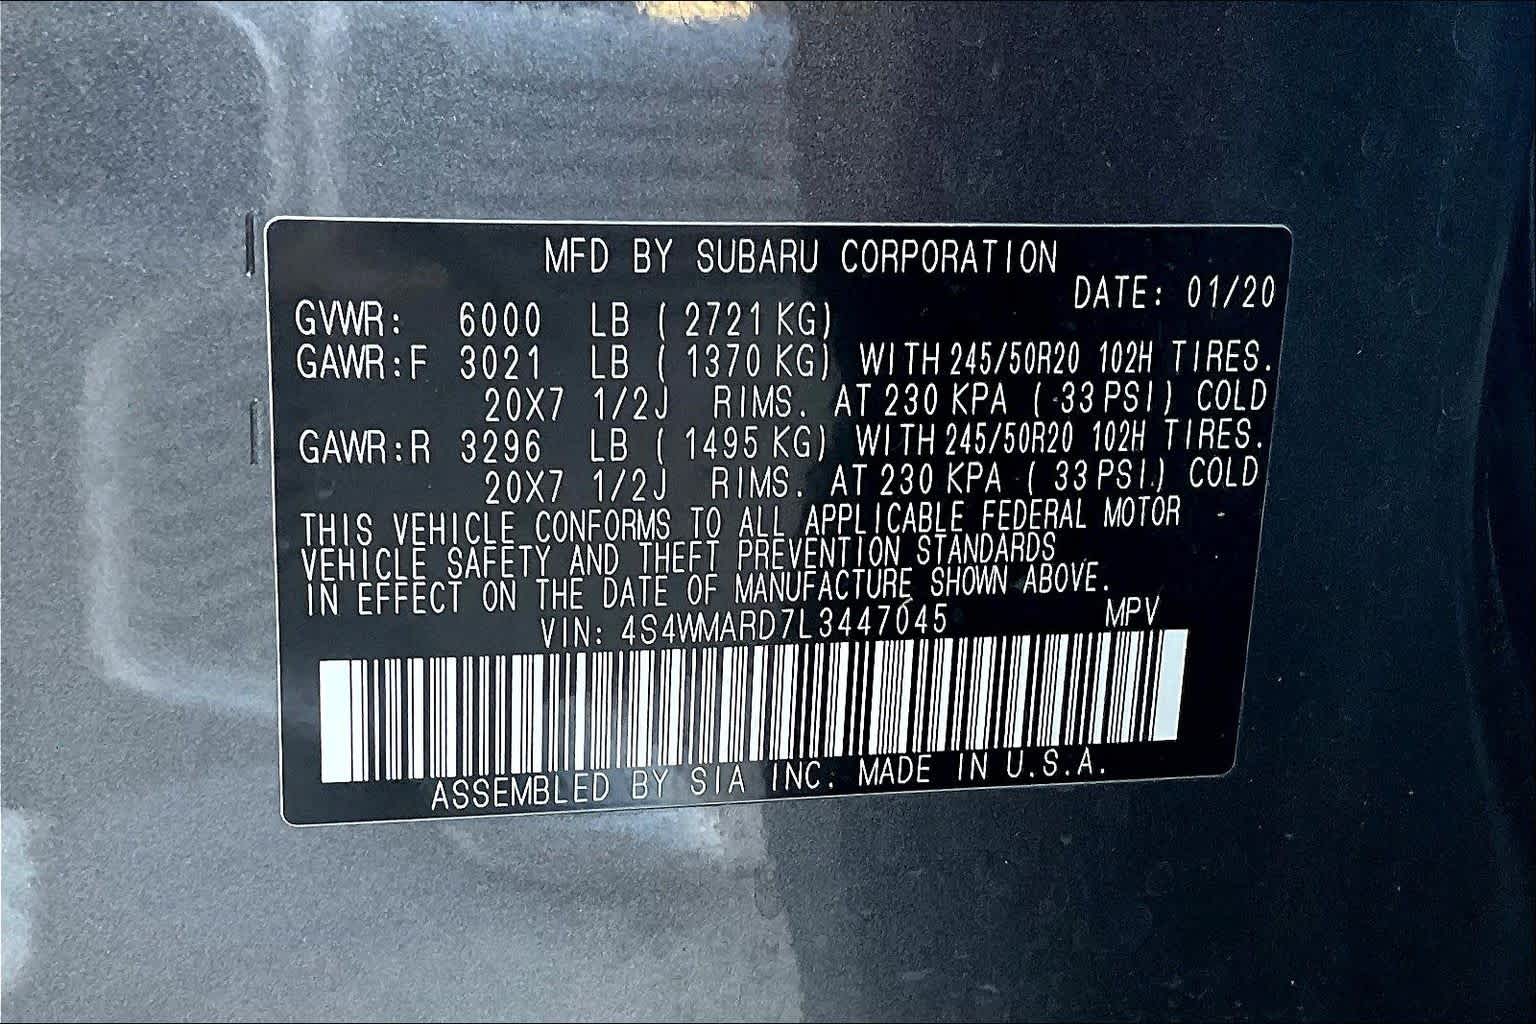 MFD BY SUBARU CORPORATION
DATE: 01/20
GVWR: 6000 LB ( 2721 KG)
GAWR:F 3021 LB ( 1370 KG) WITH 245/50R20 102H TIRES.
20X7 1/2J RIMS. AT 230 KPA ( 33 PSI) COLD
GAWR:R 3296 LB ( 1495 KG) WITH 245/50R20 102H TIRES.
20X7 1/2J RIMS. AT 230 KPA ( 33 PSI) COLD
THIS VEHICLE CONFORMS TO ALL APPLICABLE FEDERAL MOTOR
VEHICLE SAFETY AND THEFT PREVENTION STANDARDS
IN EFFECT ON THE DATE OF MANUFACTURE SHOWN ABOVE.
VIN: 4S4WMARD7L3447045 MPV
ASSEMBLED BY SIA INC. MADE IN U.S.A.